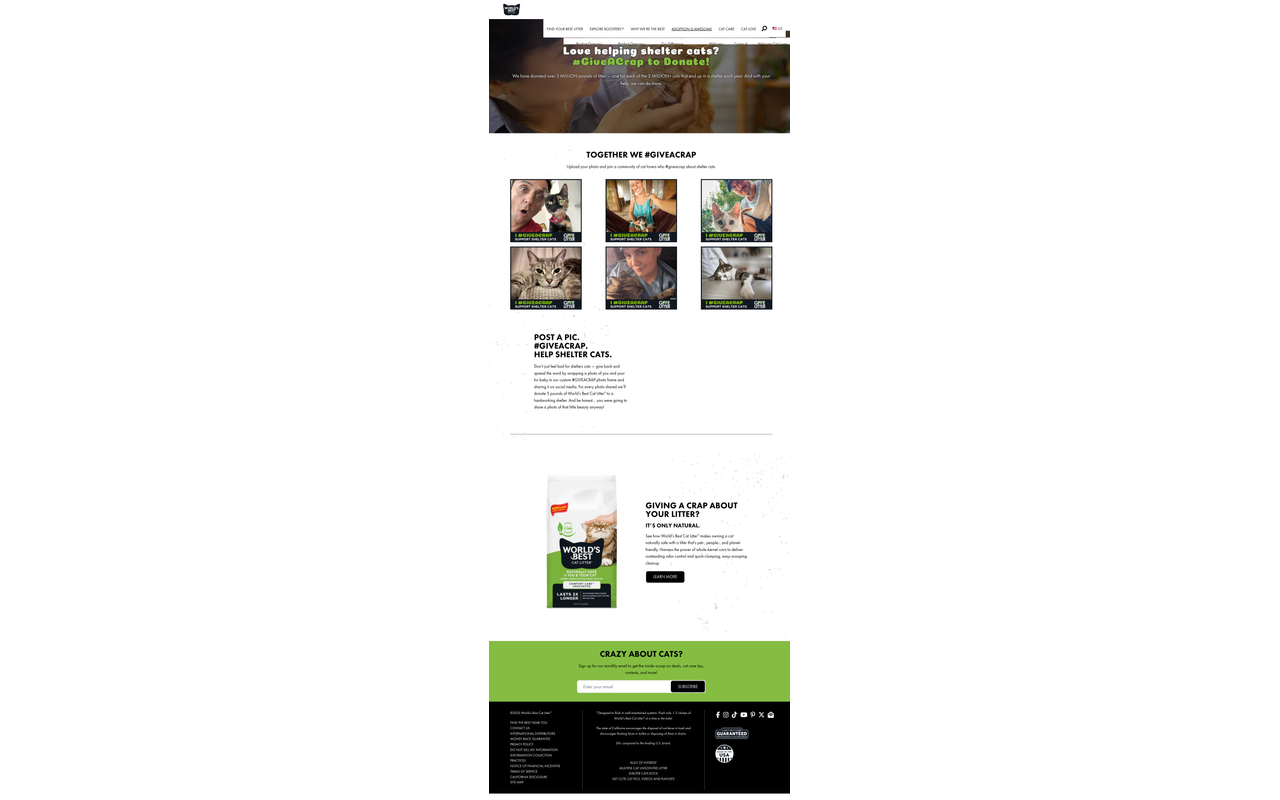 WORLD'S
BEST
FIND YOUR BEST LITTER
EXPLORE BOOSTERS™
WHY WE'RE THE BEST
ADOPTION IS AWESOME
CAT CARE
CAT LOVE
US
Love helping shelter cats?
#GiveACrap to Donate!
We have donated over 3 MILLION pounds of litter — one for each of the 3 MILLION+ cats that end up in a shelter each year. And with your
help, we can do more.
TOGETHER WE #GIVEACRAP
Upload your photo and join a community of cat lovers who #giveacrap about shelter cats.
I #GIVEACRAP
SUPPORT SHELTER CATS
GIVE
LITTER
I #GIVEACRAP
SUPPORT SHELTER CATS
GIVE
LITTER
I #GIVEACRAP
SUPPORT SHELTER CATS
GIVE
LITTER
I #GIVEACRAP
SUPPORT SHELTER CATS
GIVE
LITTER
I #GIVEACRAP
SUPPORT SHELTER CATS
GIVE
LITTER
I #GIVEACRAP
SUPPORT SHELTER CATS
GIVE
LITTER
POST A PIC.
#GIVEACRAP.
HELP SHELTER CATS.
Don't just feel bad for shelters cats — give back and
spread the word by wrapping a photo of you and your
fur baby in our custom #GIVEACRAP photo frame and
sharing it on social media. For every photo shared we'll
donate 5 pounds of World's Best Cat Litter® to a
hardworking shelter. And be honest... you were going to
share a photo of that little beauty anyway!
WORLD'S
BEST
CAT LITTER
NATURALLY SAFE
FOR YOU & YOUR CAT
COMFORT CARE™
UNSCENTED
LASTS 2X
LONGER
GIVING A CRAP ABOUT
YOUR LITTER?
IT'S ONLY NATURAL.
See how World's Best Cat Litter® makes owning a cat
naturally safe with a litter that's pet-, people-, and planet-
friendly. Harness the power of whole-kernel corn to deliver
outstanding odor control and quick-clumping, easy-scooping
cleanup.
LEARN MORE
CRAZY ABOUT CATS?
Sign up for our monthly email to get the inside scoop on deals, cat care tips,
contests, and more!
Enter your email
SUBSCRIBE
©2025 World's Best Cat Litter®
FIND THE BEST NEAR YOU
CONTACT US
INTERNATIONAL DISTRIBUTORS
MONEY-BACK GUARANTEE
PRIVACY POLICY
DO NOT SELL MY INFORMATION
INFORMATION COLLECTION
PRACTICES
NOTICE OF FINANCIAL INCENTIVE
TERMS OF SERVICE
CALIFORNIA DISCLOSURE
SITE MAP
*Designed to flush in well-maintained systems. Flush only 1-2 clumps of
World's Best Cat Litter® at a time in the toilet.
The state of California encourages the disposal of cat feces in trash and
discourages flushing feces in toilets or disposing of them in drains.
†As compared to the leading U.S. brand.
ALSO OF INTEREST
MULTIPLE CAT UNSCENTED LITTER
SHELTER CATS ROCK
GET CUTE CAT PICS, VIDEOS AND PLAYLISTS
GUARANTEED
USA